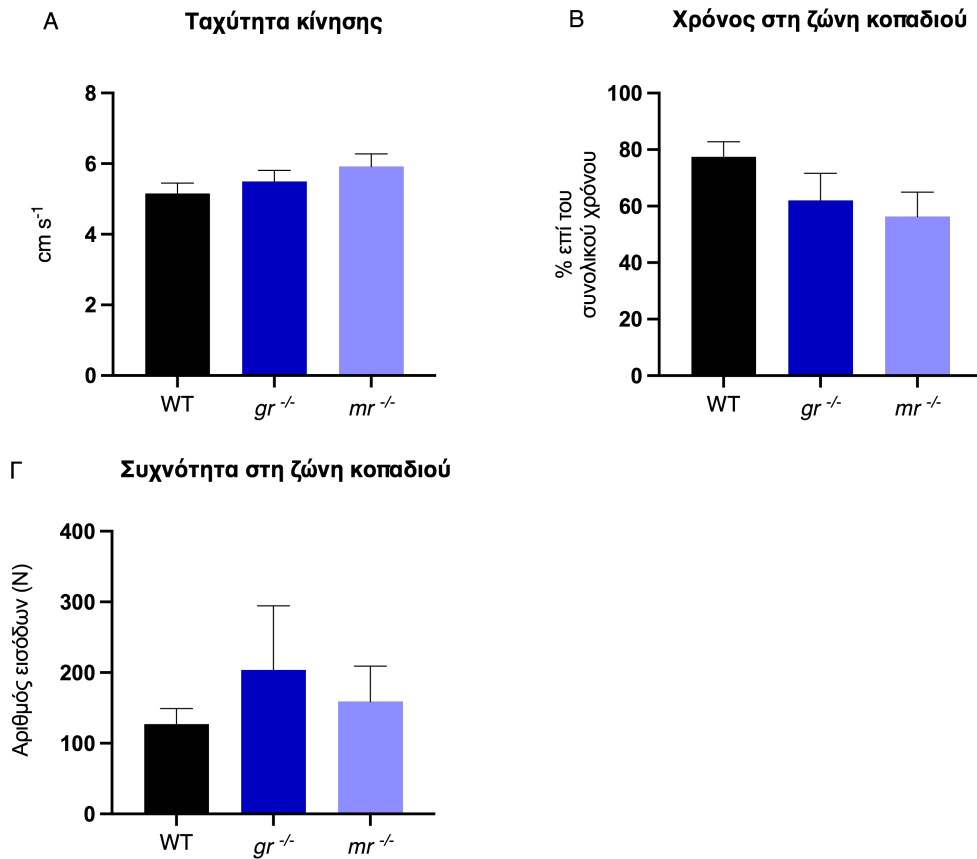 Α
Ταχύτητα κίνησης
8
6
4
2
0
cm s⁻¹
WT
gr -/-
mr -/-
Β
Χρόνος στη ζώνη κοπαδιού
100
80
60
40
20
0
% επί του
συνολικού χρόνου
WT
gr -/-
mr -/-
Γ
Συχνότητα στη ζώνη κοπαδιού
400
300
200
100
0
Αριθμός εισόδων (N)
WT
gr -/-
mr -/-